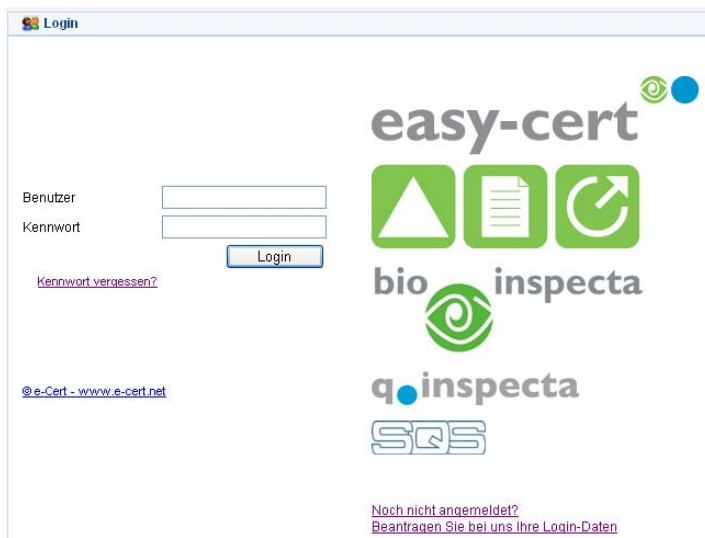 Login
easy-cert
Benutzer
Kennwort
Login
Kennwort vergessen?
bio inspecta
© e-Cert - www.e-cert.net
q.inspecta
SQS
Noch nicht angemeldet?
Beantragen Sie bei uns Ihre Login-Daten